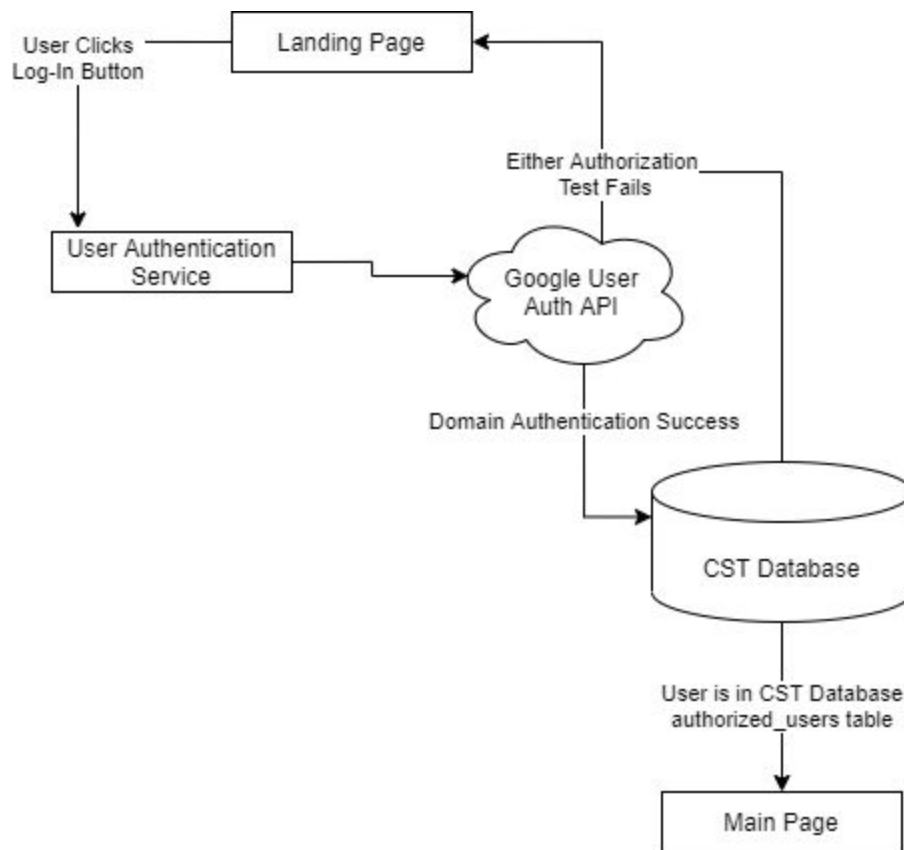 Landing Page
User Clicks
Log-In Button
Either Authorization
Test Fails
User Authentication
Service
Google User
Auth API
Domain Authentication Success
CST Database
User is in CST Database
authorized_users table
Main Page